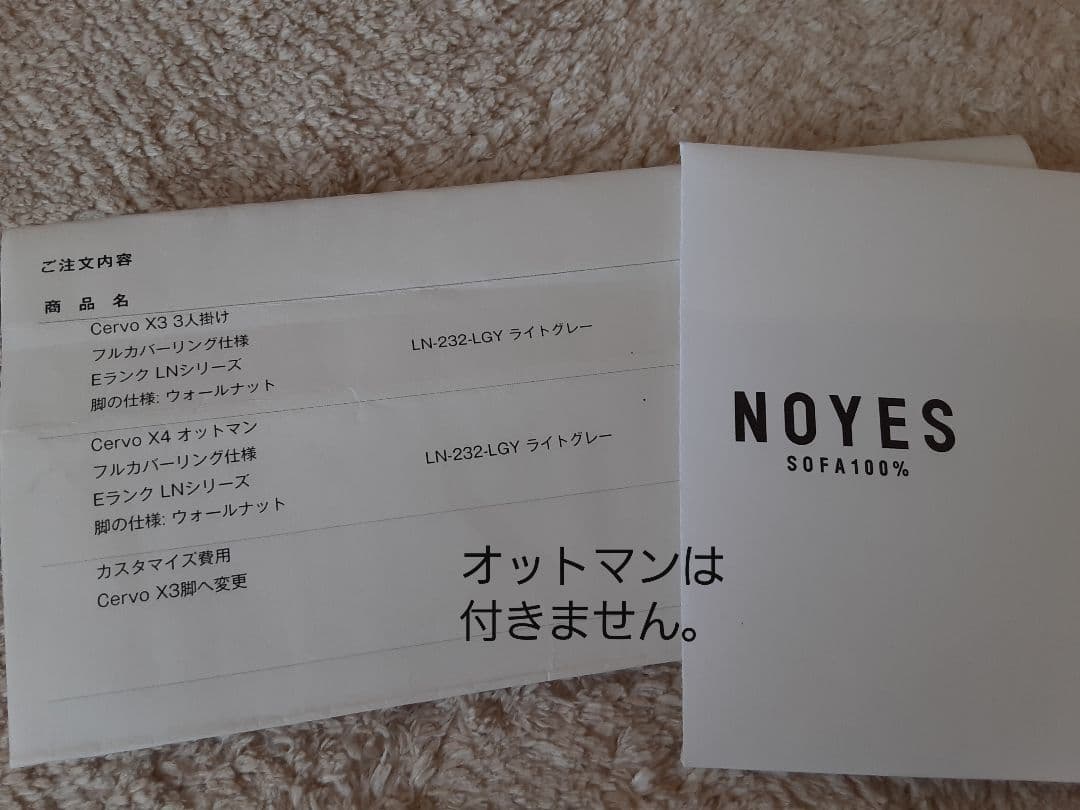 ご注文内容
商品名
Cervo X3 3人掛け
フルカバーリング仕様
Eランク LNシリーズ
脚の仕様: ウォールナット
LN-232-LGY ライトグレー
Cervo X4 オットマン
フルカバーリング仕様
Eランク LNシリーズ
脚の仕様: ウォールナット
LN-232-LGY ライトグレー
カスタマイズ費用
Cervo X3脚へ変更
オットマンは
付きません。
NOYES
SOFA100%